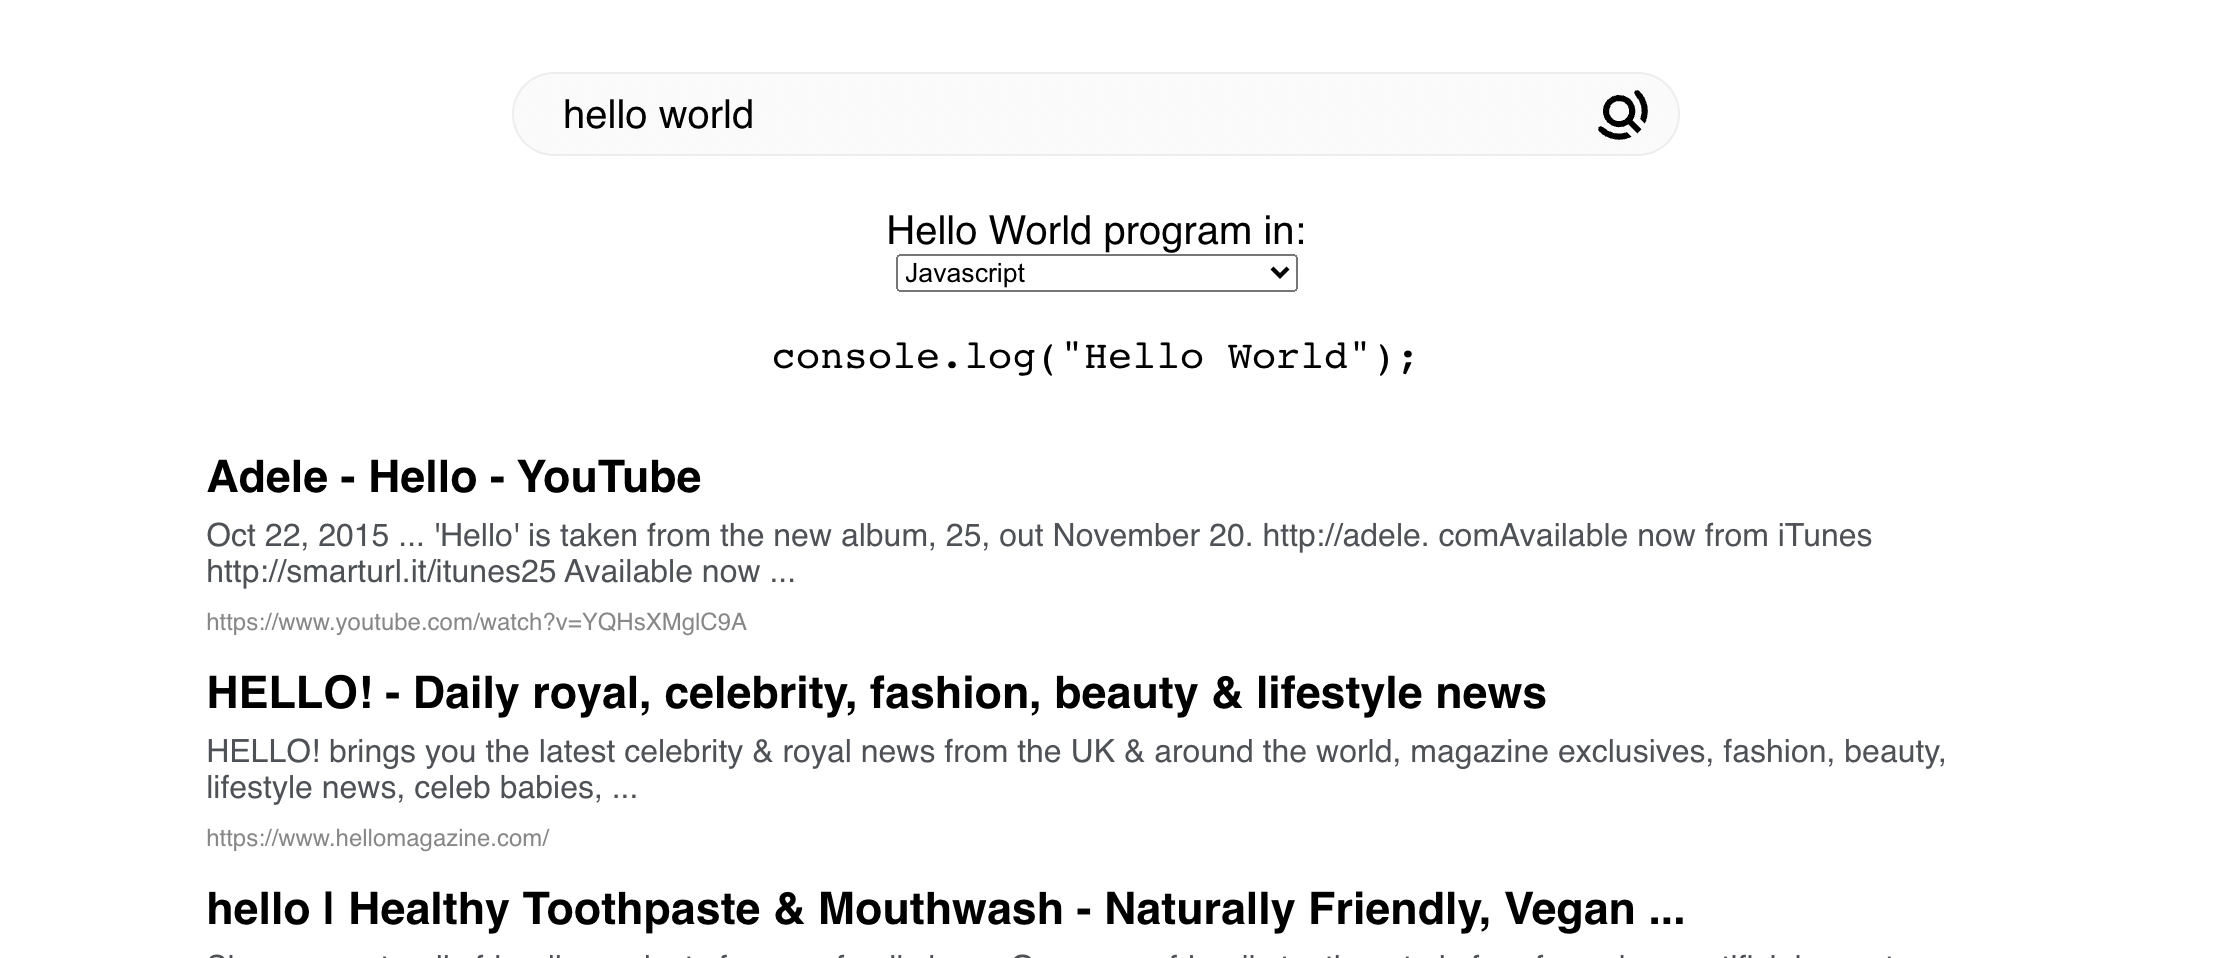 hello world
Hello World program in:
Javascript
console.log("Hello World");
Adele - Hello - YouTube
Oct 22, 2015 ... 'Hello' is taken from the new album, 25, out November 20. http://adele. comAvailable now from iTunes
http://smarturl.it/itunes25 Available now ...
https://www.youtube.com/watch?v=YQHsXMglC9A
HELLO! - Daily royal, celebrity, fashion, beauty & lifestyle news
HELLO! brings you the latest celebrity & royal news from the UK & around the world, magazine exclusives, fashion, beauty,
lifestyle news, celeb babies, ...
https://www.hellomagazine.com/
hello | Healthy Toothpaste & Mouthwash - Naturally Friendly, Vegan ...